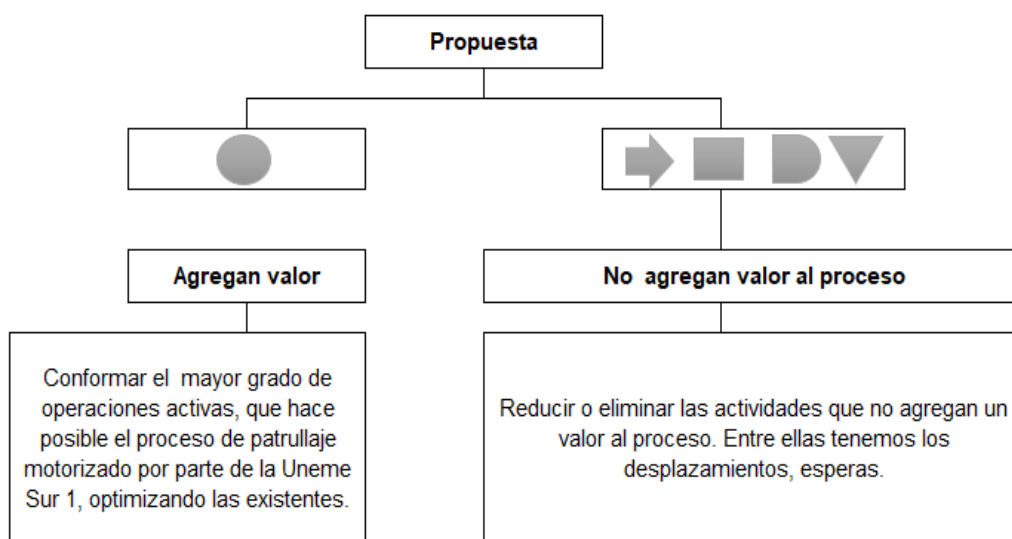 Propuesta
Agregan valor
No agregan valor al proceso
Conformar el mayor grado de
operaciones activas, que hace
posible el proceso de patrullaje
motorizado por parte de la Uneme
Sur 1, optimizando las existentes.
Reducir o eliminar las actividades que no agregan un
valor al proceso. Entre ellas tenemos los
desplazamientos, esperas.